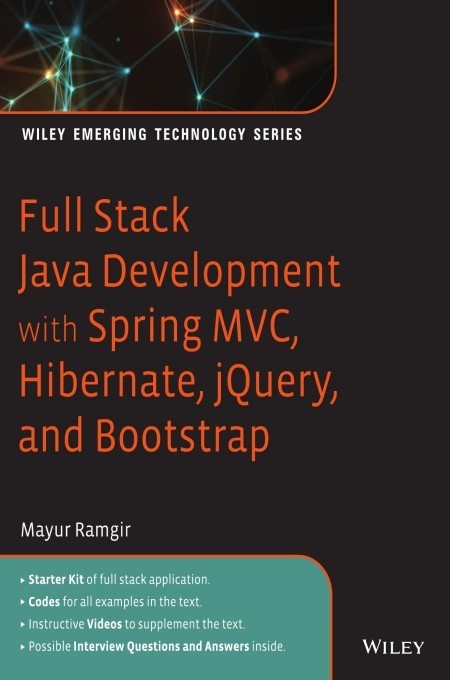 WILEY EMERGING TECHNOLOGY SERIES
Full Stack
Java Development
with Spring MVC,
Hibernate, jQuery,
and Bootstrap
Mayur Ramgir
▸ Starter Kit of full stack application.
▸ Codes for all examples in the text.
▸ Instructive Videos to supplement the text.
▸ Possible Interview Questions and Answers inside.
WILEY